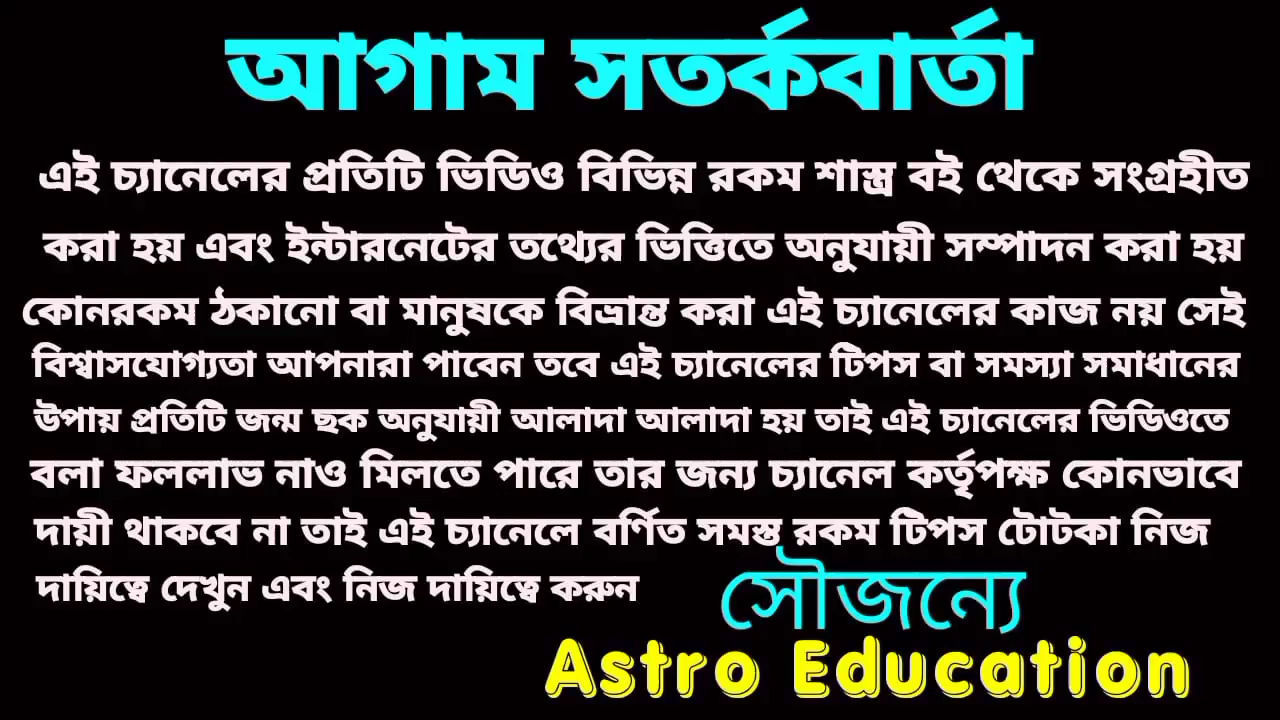 আগাম সতর্কবার্তা
এই চ্যানেলের প্রতিটি ভিডিও বিভিন্ন রকম শাস্ত্র বই থেকে সংগ্রহীত
করা হয় এবং ইন্টারনেটের তথ্যের ভিত্তিতে অনুযায়ী সম্পাদন করা হয়
কোনরকম ঠকানো বা মানুষকে বিভ্রান্ত করা এই চ্যানেলের কাজ নয় সেই
বিশ্বাসযোগ্যতা আপনারা পাবেন তবে এই চ্যানেলের টিপস বা সমস্যা সমাধানের
উপায় প্রতিটি জন্ম ছক অনুযায়ী আলাদা আলাদা হয় তাই এই চ্যানেলের ভিডিওতে
বলা ফললাভ নাও মিলতে পারে তার জন্য চ্যানেল কর্তৃপক্ষ কোনভাবে
দায়ী থাকবে না তাই এই চ্যানেলে বর্ণিত সমস্ত রকম টিপস টোটকা নিজ
দায়িত্বে দেখুন এবং নিজ দায়িত্বে করুন
সৌজন্যে
Astro Education